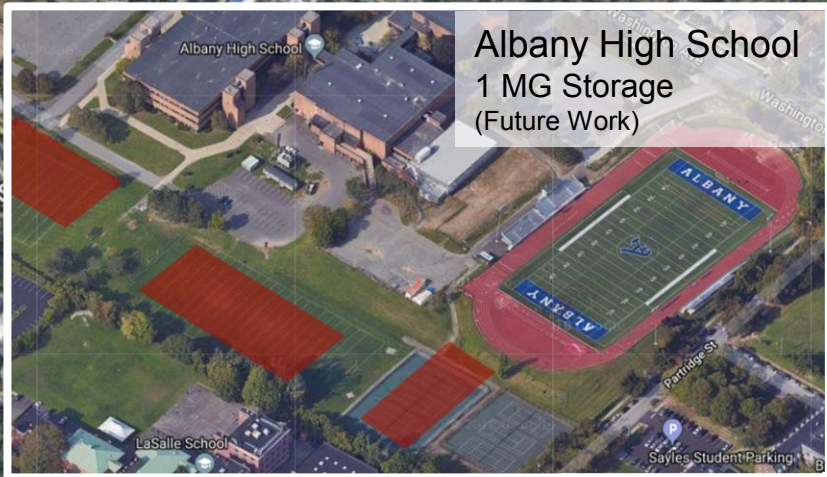 Albany High School
1 MG Storage
(Future Work)
Albany High School
Washington Ave
Washington
ALBANY
ALBANY
Partridge St
LaSalle School
P
Sayles Student Parking